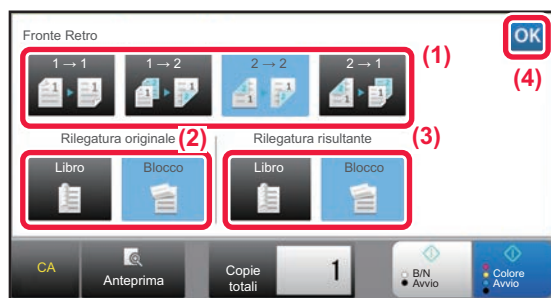 Fronte Retro
OK
1 → 1
1 → 2
2 → 2
2 → 1
(1)
(4)
Rilegatura originale (2)
Rilegatura risultante
(3)
Libro
Blocco
Libro
Blocco
CA
Anteprima
Copie
totali
1
B/N
Avvio
Colore
Avvio